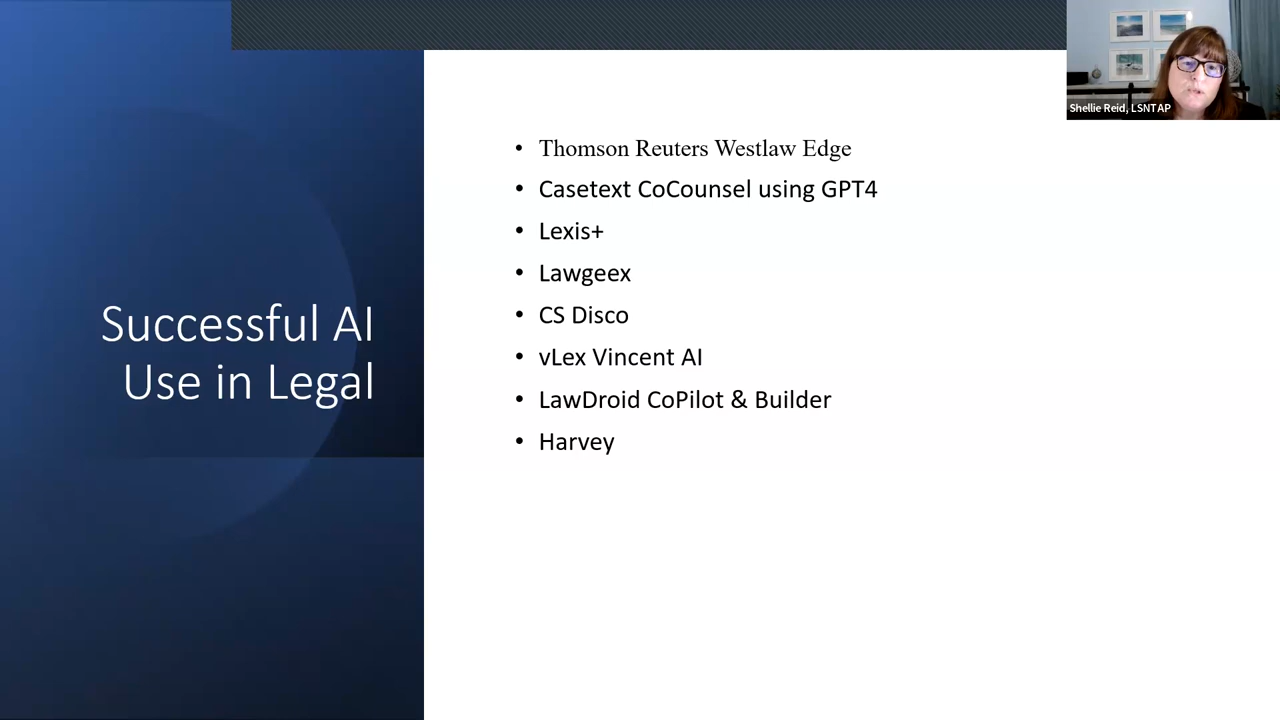 Shellie Reid, LSNTAP
Successful AI
Use in Legal
• Thomson Reuters Westlaw Edge
• Casetext CoCounsel using GPT4
• Lexis+
• Lawgeex
• CS Disco
• vLex Vincent AI
• LawDroid CoPilot & Builder
• Harvey